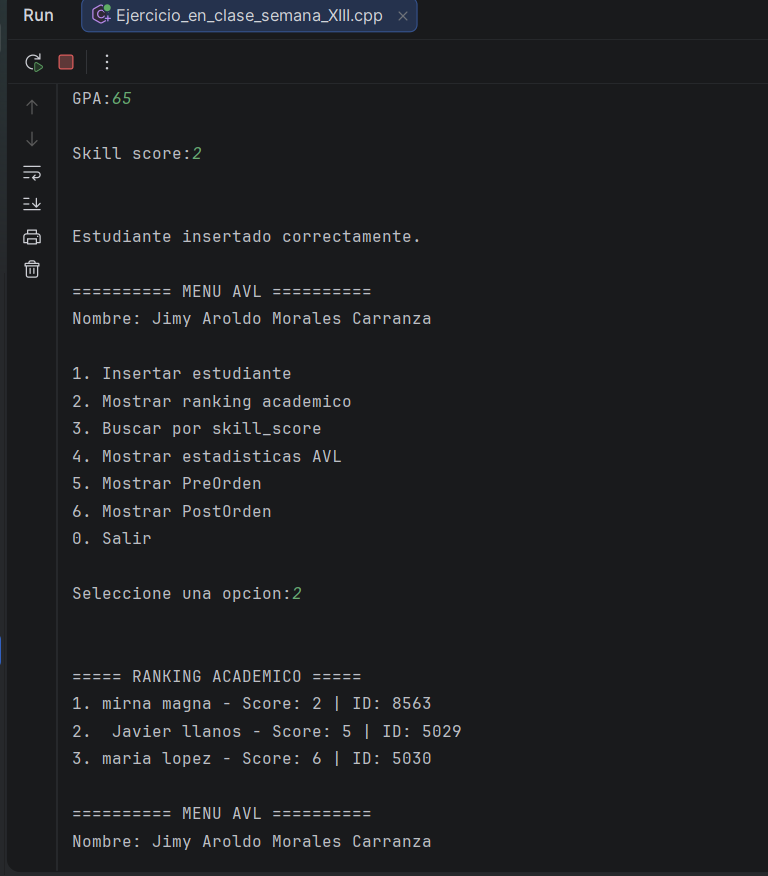 Run Ejercicio_en_clase_semana_XIII.cpp
GPA:65
Skill score:2
Estudiante insertado correctamente.
========== MENU AVL ==========
Nombre: Jimy Aroldo Morales Carranza
1. Insertar estudiante
2. Mostrar ranking academico
3. Buscar por skill_score
4. Mostrar estadisticas AVL
5. Mostrar PreOrden
6. Mostrar PostOrden
0. Salir
Seleccione una opcion:2
===== RANKING ACADEMICO =====
1. mirna magna - Score: 2 | ID: 8563
2.  Javier llanos - Score: 5 | ID: 5029
3. maria lopez - Score: 6 | ID: 5030
========== MENU AVL ==========
Nombre: Jimy Aroldo Morales Carranza